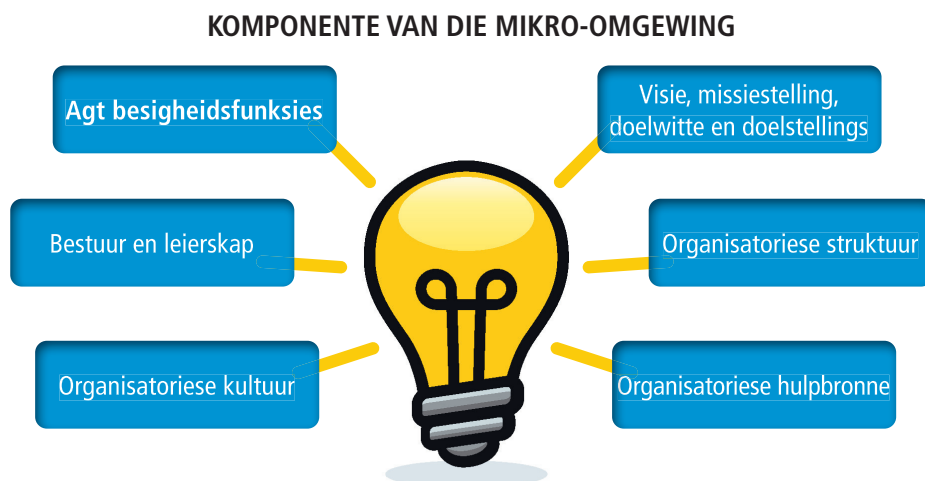 KOMPONENTE VAN DIE MIKRO-OMGEWING
Agt besigheidsfunksies
Visie, missiestelling,
doelwitte en doelstellings
Bestuur en leierskap
Organisatoriese struktuur
Organisatoriese kultuur
Organisatoriese hulpbronne